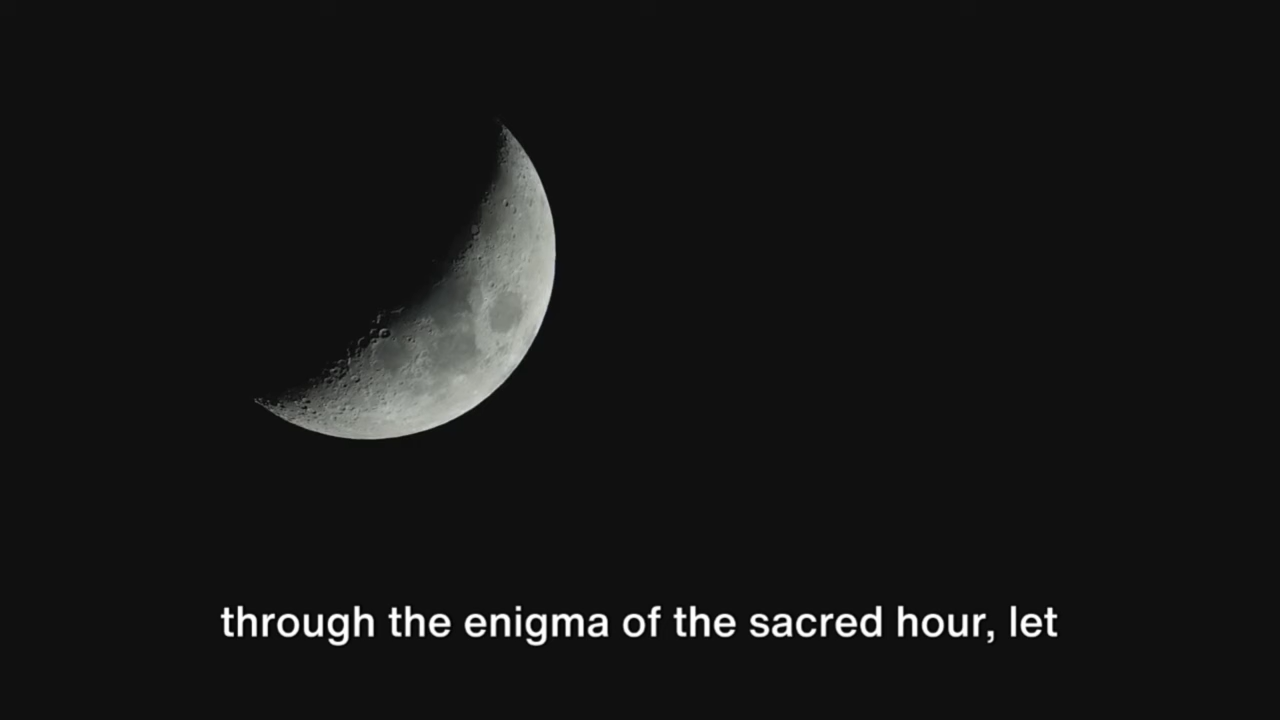 through the enigma of the sacred hour, let